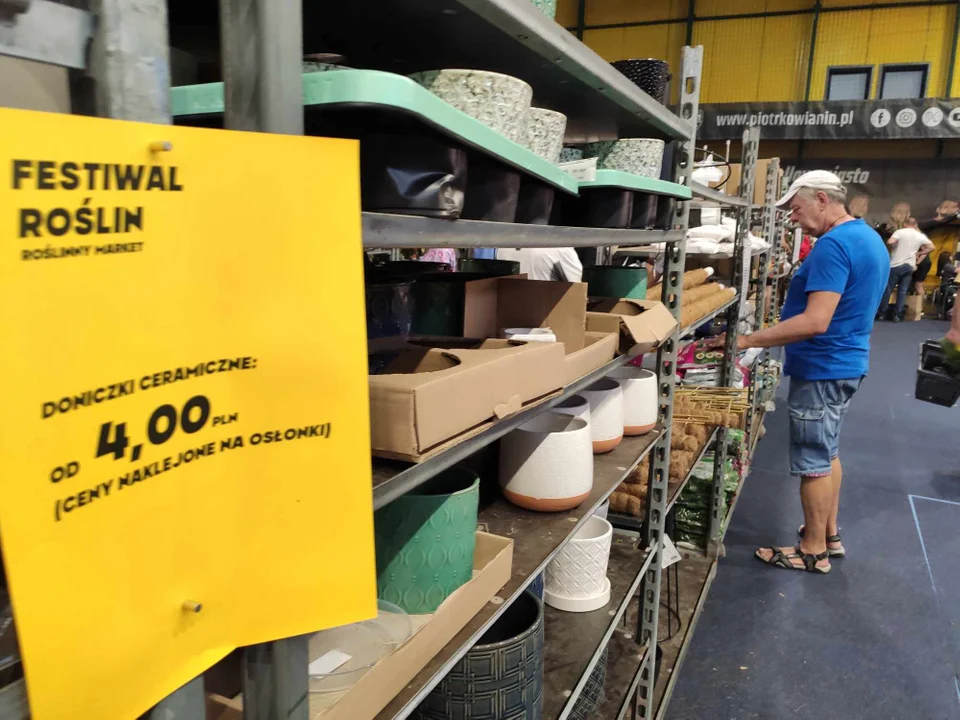 FESTIWAL
ROŚLIN
ROŚLINNY MARKET
DONICZKI CERAMICZNE:
OD 4,00 PLN
(CENY NAKLEJONE NA OSŁONKI)
www.piotrkowianin.pl